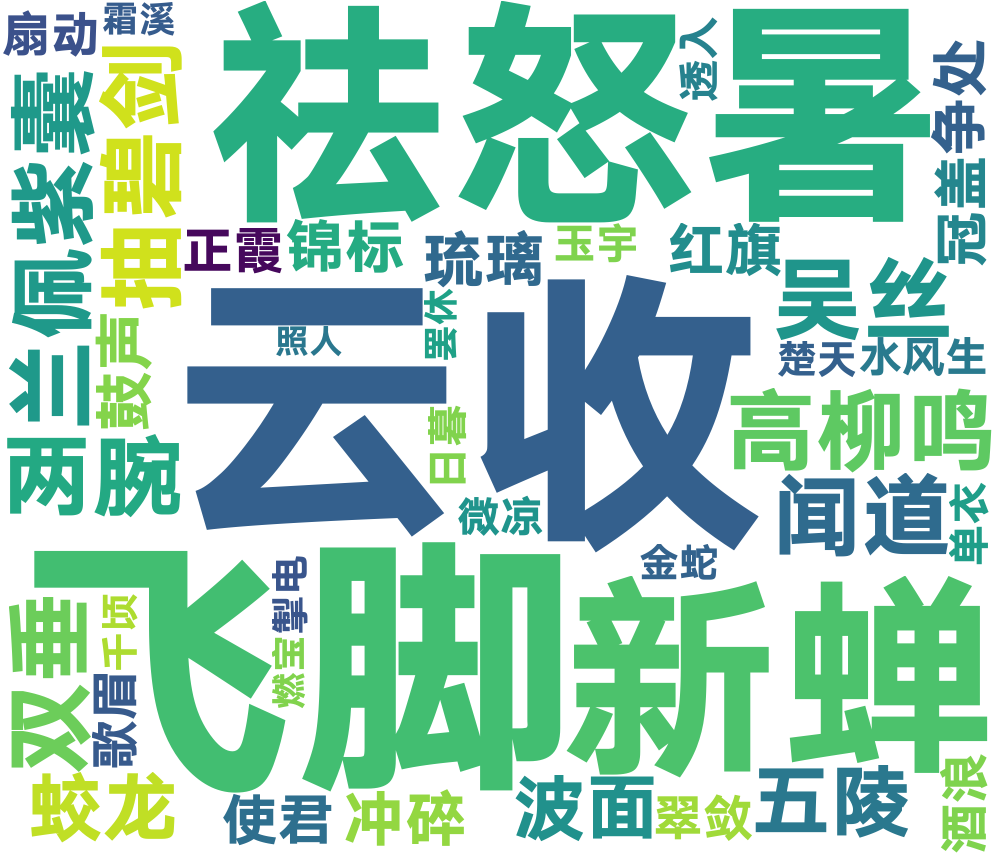 扇动
霜溪
祛怒暑
透人
冠盖争处
佩紫囊
抽碧剑
正霞
锦标
琉璃
玉宇
红旗
吴丝
云收
照人
罢休
楚天
水风生
鼓声
两腕
兰
日暮
高柳鸣
微凉
闻道
单衣
金蛇
飞脚
新蝉
掣电
双垂
千顷
燃宝
歌眉
蛟龙
使君
冲碎
波面
翠敛
五陵
酒浪